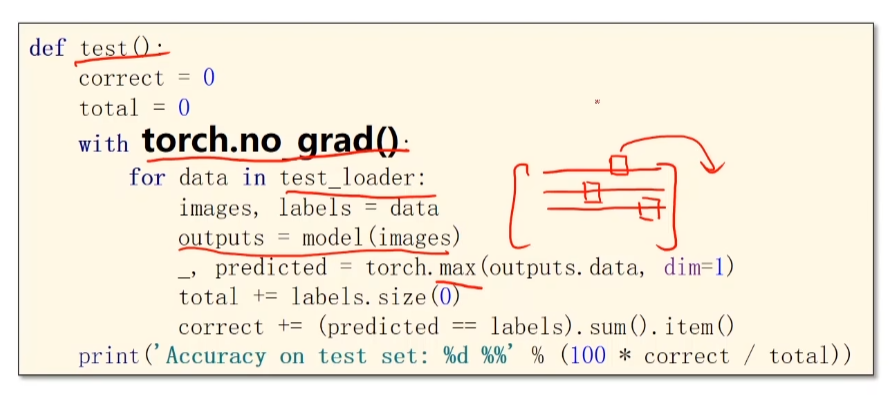 def test():
correct = 0
total = 0
with torch.no_grad():
for data in test_loader:
images, labels = data
outputs = model(images)
_, predicted = torch.max(outputs.data, dim=1)
total += labels.size(0)
correct += (predicted == labels).sum().item()
print('Accuracy on test set: %d %%' % (100 * correct / total))